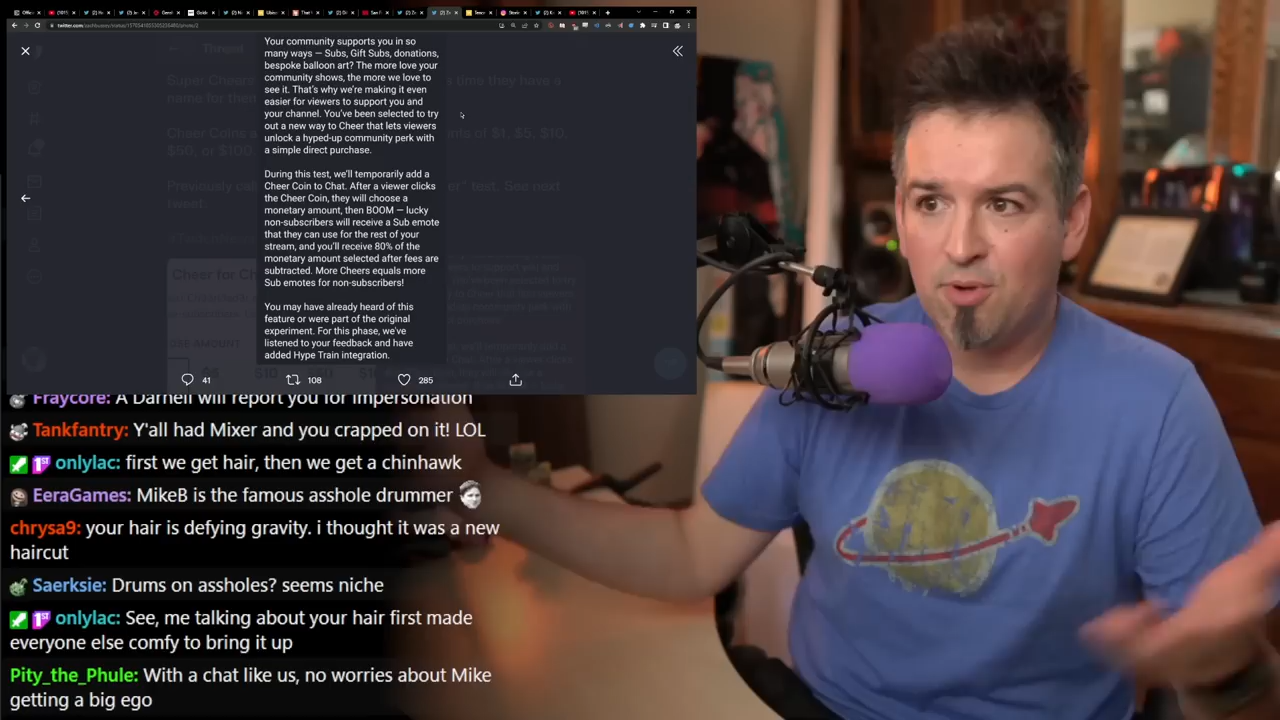 twitter.com/zachbussey/status/1570541803305205465/photo/3
Thread
Your community supports you in so
many ways — Subs, Gift Subs, donations,
bespoke balloon art? The more love your
community shows, the more we love to
see it. That's why we're making it even
easier for viewers to support you and
your channel. You've been selected to try
out a new way to Cheer that lets viewers
unlock a hyped-up community perk with
a simple direct purchase.
During this test, we'll temporarily add a
Cheer Coin to Chat. After a viewer clicks
the Cheer Coin, they will choose a
monetary amount, then BOOM — lucky
non-subscribers will receive a Sub emote
that they can use for the rest of your
stream, and you'll receive 80% of the
monetary amount selected after fees are
subtracted. More Cheers equals more
Sub emotes for non-subscribers!
You may have already heard of this
feature or were part of the original
experiment. For this phase, we've
listened to your feedback and have
added Hype Train integration.
41 108 285
Fraycore: A Darnell will report you for impersonation
Tankfantry: Y'all had Mixer and you crapped on it! LOL
onlylac: first we get hair, then we get a chinhawk
EeraGames: MikeB is the famous asshole drummer
chrysa9: your hair is defying gravity. i thought it was a new
haircut
Saerksie: Drums on assholes? seems niche
onlylac: See, me talking about your hair first made
everyone else comfy to bring it up
Pity_the_Phule: With a chat like us, no worries about Mike
getting a big ego